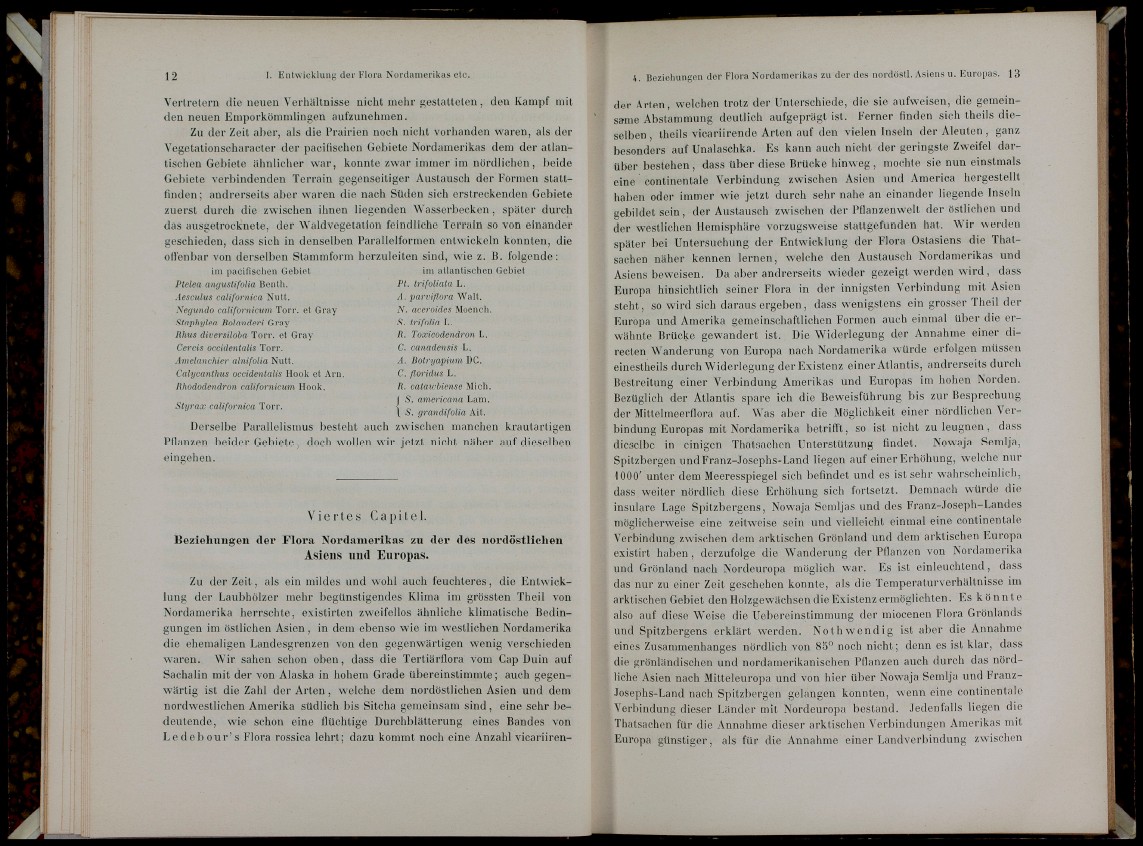 12 I. Entwicklung der Flora Nordamerikas etc.
Vertretern die neuen Verhältnisse nicht mehr gestatteten, den Kampf mit
den neuen Emporkömmlingen aufzunehmen.
Zu der Zeit aber, als die Prairien noch nicht vorhanden waren, als der
Vegetationscharacter der pacifischen Gebiete Nordamerikas dem der atlan-
tischen Gebiete ähnlicher war, konnte zwar immer im nördlichen, beide
Gebiete verbindenden Terrain gegenseitiger Austausch der Formen statt-
finden; andrerseits aber waren die nach Süden sich erstreckenden Gebiete
zuerst durch die zwischen ihnen liegenden Wasserbecken, später durch
das ausgetrocknete, der Waldvegetation feindliche Terrain so von einander
geschieden, dass sich in denselben Parallelformen entwickeln konnten, die
offenbar von derselben Stammform herzuleiten sind, wie z. B. folgende:
im pacifischen Gebiet im atlantischen Gebiet
Ptelea angustifolia Benth. Pt. trifoliata L.
Aesculus californica Nutt. A. parviflora Walt.
Negundo californicum Torr. et Gray N. aceroides Moench.
Staphylea Bolanderi Gray S. trifolia L.
Rhus diversiloba Torr. et Gray R. Toxicodendron L.
Cercis occidentalis Torr. C. canadensis L.
Amelanchier alnifolia Nutt. A. Botryapium DC.
Calycanthus occidentalis Hook et Arn. C. floridus L.
Rhododendron californicum Hook. R. catawbiense Mich.
Styrax californica Torr. { S. americana Lam.
{ S. grandifolia Ait.
Derselbe Parallelismus besteht auch zwischen manchen krautartigen
Pflanzen beider Gebiete, doch wollen wir jetzt nicht näher auf dieselben
eingehen.
Viertes Capitel.
Beziehungen der Flora Nordamerikas zu der des nordöstlichen
Asiens und Europas.
Zu der Zeit, als ein mildes und wohl auch feuchteres, die Entwick-
lung der Laubhölzer mehr begünstigendes Klima im grössten Theil von
Nordamerika herrschte, existirten zweifellos ähnliche klimatische Bedin-
gungen im östlichen Asien, in dem ebenso wie im westlichen Nordamerika
die ehemaligen Landesgrenzen von den gegenwärtigen wenig verschieden
waren. Wir sahen schon oben, dass die Tertiärflora vom Cap Duin auf
Sachalin mit der von Alaska in hohem Grade übereinstimmte; auch gegen-
wärtig ist die Zahl der Arten, welche dem nordöstlichen Asien und dem
nordwestlichen Amerika südlich bis Sitcha gemeinsam sind, eine sehr be-
deutende, wie schon eine flüchtige Durchblätterung eines Bandes von
Ledebour's Flora rossica lehrt; dazu kommt noch eine Anzahl vicariiren-
4. Beziehungen der Flora Nordamerikas zu der des nordöstl. Asiens u. Europas. 13
der Arten, welchen trotz der Unterschiede, die sie aufweisen, die gemein-
same Abstammung deutlich aufgeprägt ist. Ferner finden sich theils die-
selben, theils vicariirende Arten auf den vielen Inseln der Aleuten, ganz
besonders auf Unalaschka. Es kann auch nicht der geringste Zweifel dar-
über bestehen, dass über diese Brücke hinweg, mochte sie nun einstmals
eine continentale Verbindung zwischen Asien und America hergestellt
haben oder immer wie jetzt durch sehr nahe an einander liegende Inseln
gebildet sein, der Austausch zwischen der Pflanzenwelt der östlichen und
der westlichen Hemisphäre vorzugsweise stattgefunden hat. Wir werden
später bei Untersuchung der Entwicklung der Flora Ostasiens die That-
sachen näher kennen lernen, welche den Austausch Nordamerikas und
Asiens beweisen. Da aber andrerseits wieder gezeigt werden wird, dass
Europa hinsichtlich seiner Flora in der innigsten Verbindung mit Asien
steht, so wird sich daraus ergeben, dass wenigstens ein grosser Theil der
Europa und Amerika gemeinschaftlichen Formen auch einmal über die er-
wähnte Brücke gewandert ist. Die Widerlegung der Annahme einer di-
recten Wanderung von Europa nach Nordamerika würde erfolgen müssen
einestheils durch Widerlegung der Existenz einer Atlantis, andrerseits durch
Bestreitung einer Verbindung Amerikas und Europas im hohen Norden.
Bezüglich der Atlantis spare ich die Beweisführung bis zur Besprechung
der Mittelmeerflora auf. Was aber die Möglichkeit einer nördlichen Ver-
bindung Europas mit Nordamerika betrifft, so ist nicht zu leugnen, dass
dieselbe in einigen Thatsachen Unterstützung findet. Nowaja Semlja,
Spitzbergen und Franz-Josephs-Land liegen auf einer Erhöhung, welche nur
1000' unter dem Meeresspiegel sich befindet und es ist sehr wahrscheinlich,
dass weiter nördlich diese Erhöhung sich fortsetzt. Demnach würde die
insulare Lage Spitzbergens, Nowaja Semljas und des Franz-Joseph-Landes
möglicherweise eine zeitweise sein und vielleicht einmal eine continentale
Verbindung zwischen dem arktischen Grönland und dem arktischen Europa
existirt haben, derzufolge die Wanderung der Pflanzen von Nordamerika
und Grönland nach Nordeuropa möglich war. Es ist einleuchtend, dass
das nur zu einer Zeit geschehen konnte, als die Temperaturverhältnisse im
arktischen Gebiet den Holzgewächsen die Existenz ermöglichten. Es könnte
also auf diese Weise die Uebereinstimmung der miocenen Flora Grönlands
und Spitzbergens erklärt werden. Nothwendig ist aber die Annahme
eines Zusammenhanges nördlich von 85° noch nicht; denn es ist klar, dass
die grönländischen und nordamerikanischen Pflanzen auch durch das nörd-
liche Asien nach Mitteleuropa und von hier über Nowaja Semlja und Franz-
Josephs-Land nach Spitzbergen gelangen konnten, wenn eine continentale
Verbindung dieser Länder mit Nordeuropa bestand. Jedenfalls liegen die
Thatsachen für die Annahme dieser arktischen Verbindungen Amerikas mit
Europa günstiger, als für die Annahme einer Landverbindung zwischen